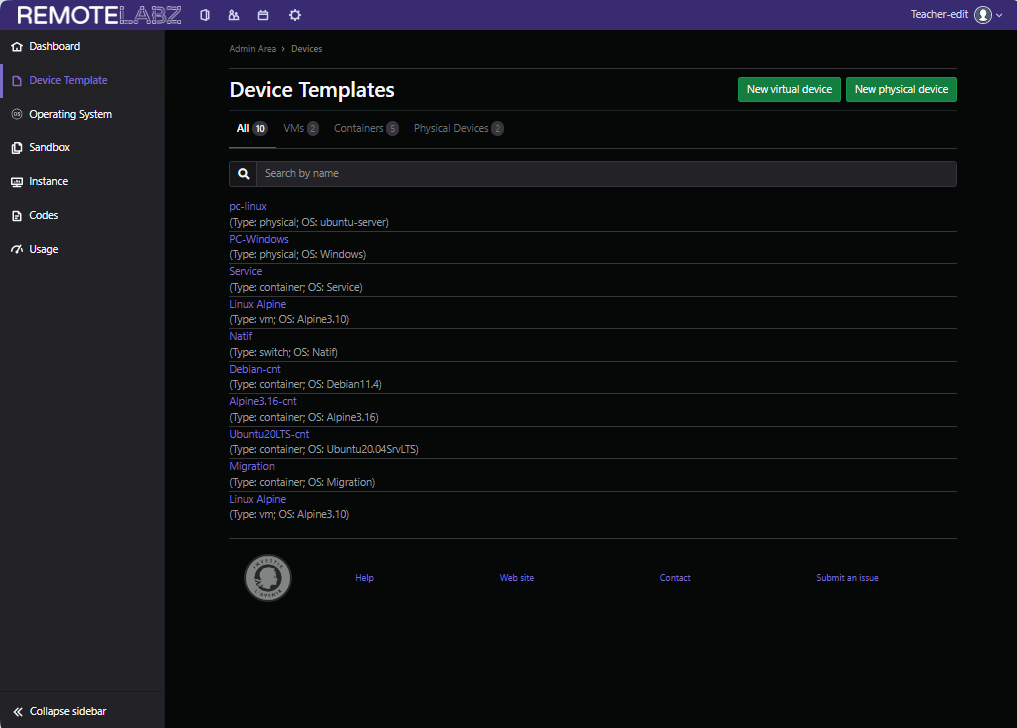 REMOTELABZ
Teacher-edit
Dashboard
Device Template
OS Operating System
Sandbox
Instance
Codes
Usage
Admin Area › Devices
Device Templates
New virtual device
New physical device
All 10 VMs 2 Containers 5 Physical Devices 2
Search by name
pc-linux
(Type: physical; OS: ubuntu-server)
PC-Windows
(Type: physical; OS: Windows)
Service
(Type: container; OS: Service)
Linux Alpine
(Type: vm; OS: Alpine3.10)
Natif
(Type: switch; OS: Natif)
Debian-cnt
(Type: container; OS: Debian11.4)
Alpine3.16-cnt
(Type: container; OS: Alpine3.16)
Ubuntu20LTS-cnt
(Type: container; OS: Ubuntu20.04SrvLTS)
Migration
(Type: container; OS: Migration)
Linux Alpine
(Type: vm; OS: Alpine3.10)
INVESTIR L'AVENIR
Help
Web site
Contact
Submit an issue
Collapse sidebar